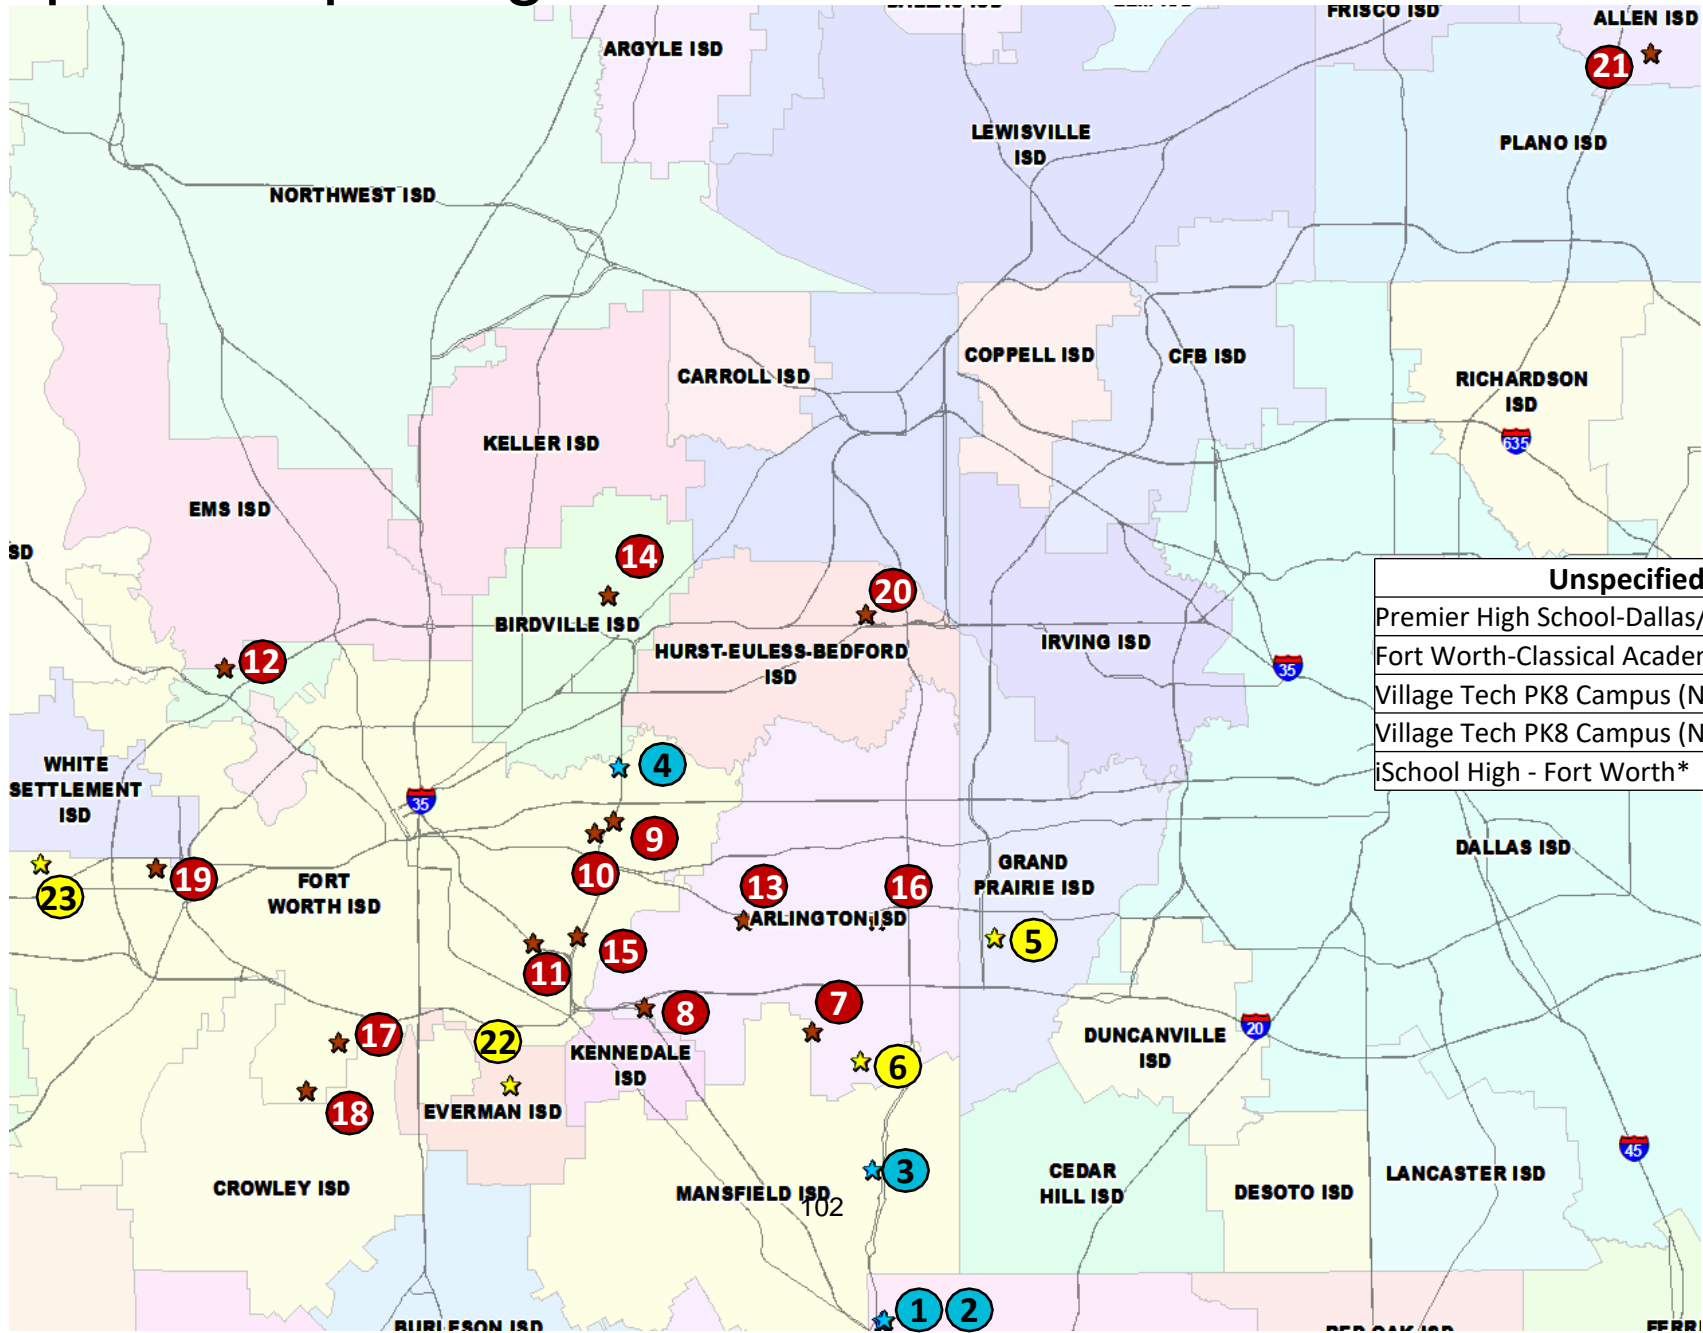 FRISCO ISD
ALLEN ISD
ARGYLE ISD
21
LEWISVILLE
ISD
PLANO ISD
NORTHWEST ISD
COPPELL ISD
CFB ISD
CARROLL ISD
RICHARDSON
ISD
KELLER ISD
635
EMS ISD
SD
14
20
BIRDVILLE ISD
IRVING ISD
HURST-EULESS-BEDFORD
ISD
12
35
Unspecified
Premier High School-Dallas/
Fort Worth-Classical Academ
Village Tech PK8 Campus (N
Village Tech PK8 Campus (N
iSchool High - Fort Worth*
WHITE
SETTLEMENT
ISD
4
35
9
10
DALLAS ISD
GRAND
PRAIRIE ISD
19
23
FORT
WORTH ISD
13
16
ARLINGTON ISD
5
15
11
7
8
17
22
KENNEDALE
ISD
6
20
DUNCANVILLE
ISD
18
EVERMAN ISD
45
3
CEDAR
HILL ISD
CROWLEY ISD
MANSFIELD ISD
102
DESOTO ISD
LANCASTER ISD
1
2
BURLESON ISD
RED OAK ISD
FERR